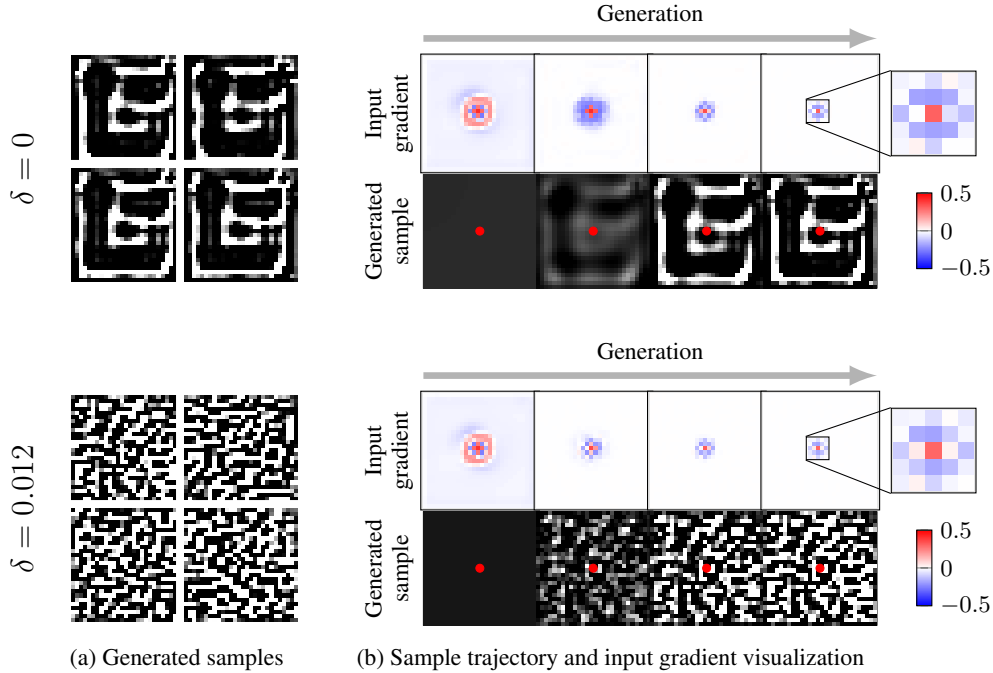 Generation
δ = 0
Input
gradient
Generated
sample
0.5
0
−0.5
Generation
δ = 0.012
Input
gradient
Generated
sample
0.5
0
−0.5
(a) Generated samples
(b) Sample trajectory and input gradient visualization